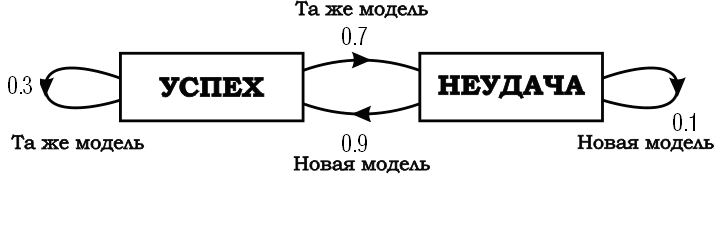 Та же модель
0.7
0.3
УСПЕХ
НЕУДАЧА
0.1
Та же модель
0.9
Новая модель
Новая модель